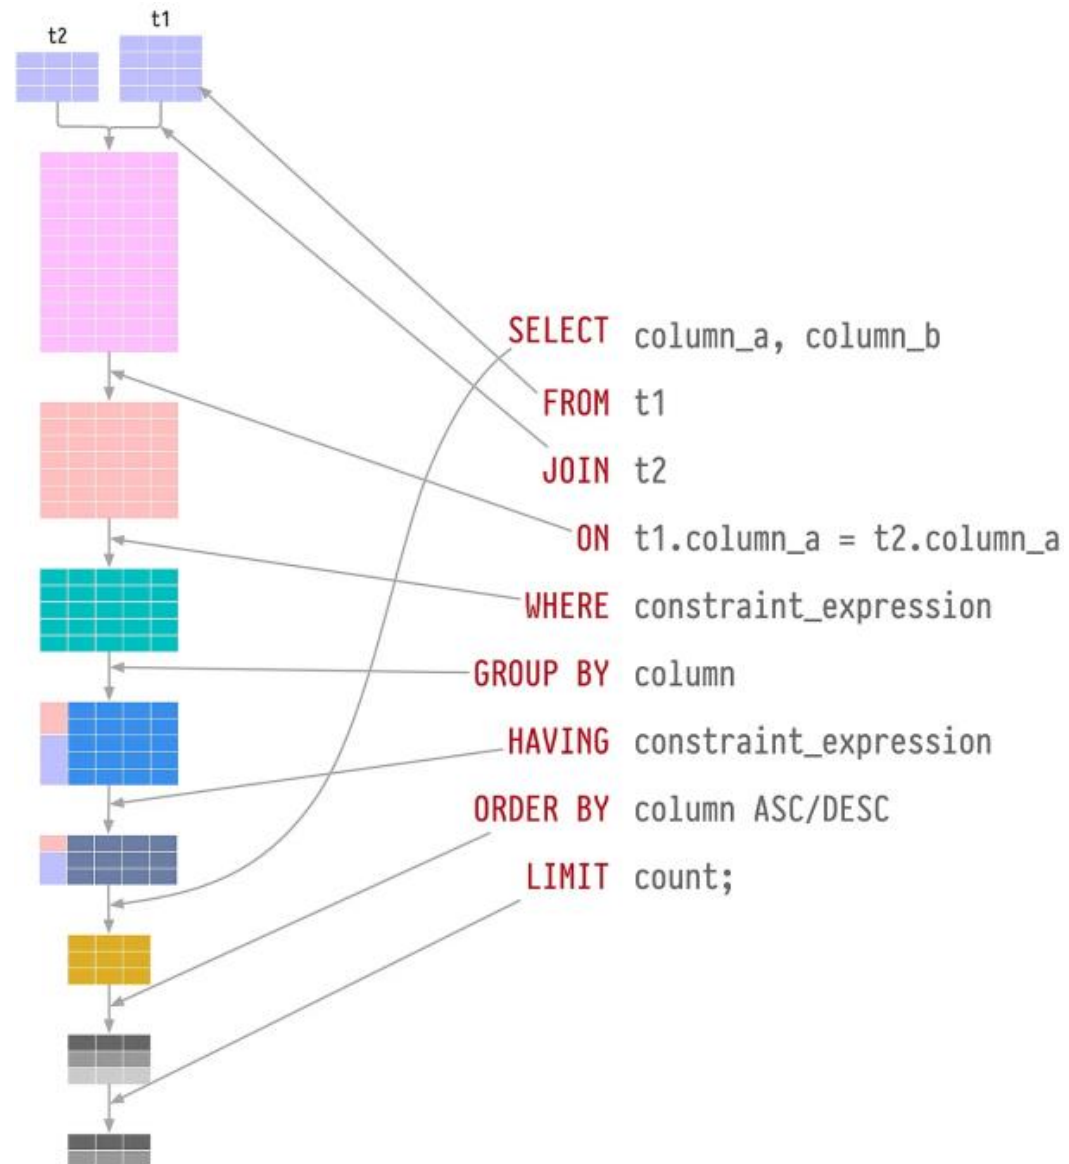 t2
t1
SELECT column_a, column_b
FROM t1
JOIN t2
ON t1.column_a = t2.column_a
WHERE constraint_expression
GROUP BY column
HAVING constraint_expression
ORDER BY column ASC/DESC
LIMIT count;